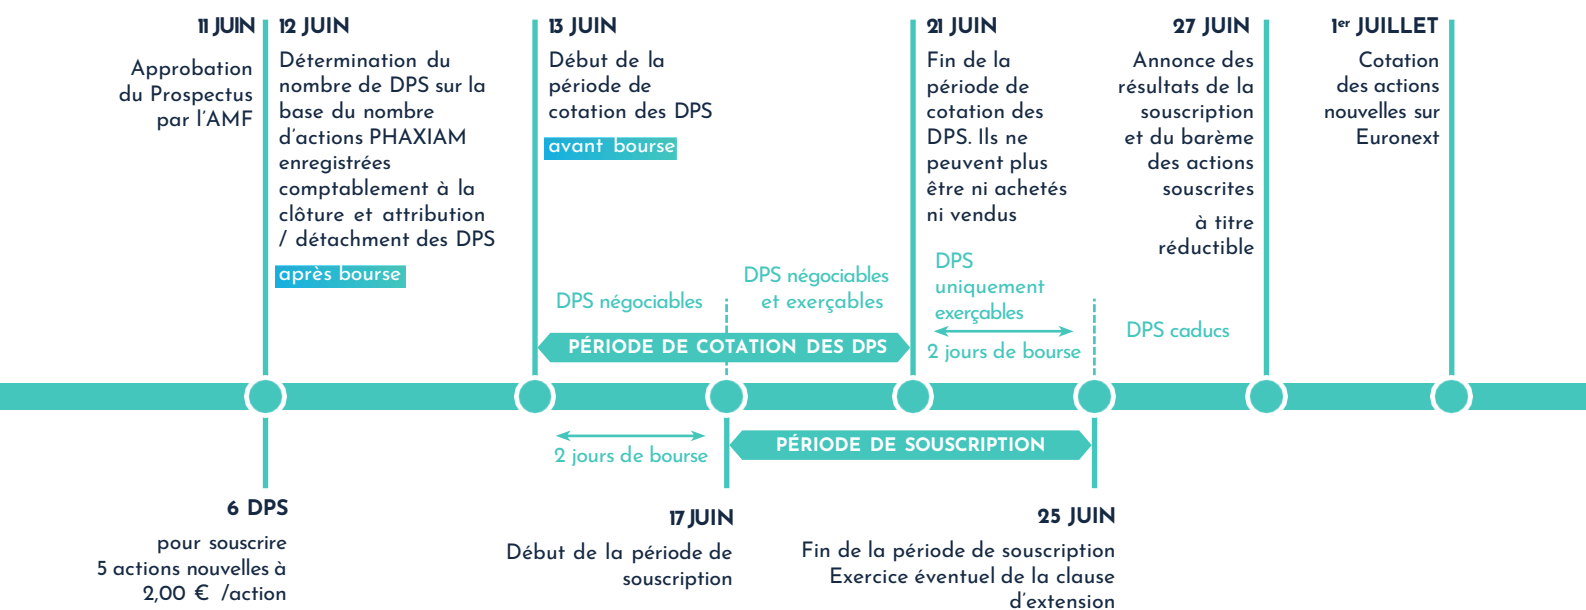 11 JUIN
Approbation
du Prospectus
par l'AMF
12 JUIN
Détermination du
nombre de DPS sur la
base du nombre
d'actions PHAXIAM
enregistrées
comptablement à la
clôture et attribution
/ détachment des DPS
après bourse
13 JUIN
Début de la
période de
cotation des DPS
avant bourse
21 JUIN
Fin de la
période de
cotation des
DPS. Ils ne
peuvent plus
être ni achetés
ni vendus
27 JUIN
Annonce des
résultats de la
souscription
et du barème
des actions
souscrites
à titre
réductible
1er JUILLET
Cotation
des actions
nouvelles sur
Euronext
DPS négociables
DPS négociables
et exerçables
DPS
uniquement
exerçables
2 jours de bourse
DPS caducs
PÉRIODE DE COTATION DES DPS
2 jours de bourse
PÉRIODE DE SOUSCRIPTION
6 DPS
pour souscrire
5 actions nouvelles à
2,00 € /action
17 JUIN
Début de la période de
souscription
25 JUIN
Fin de la période de souscription
Exercice éventuel de la clause
d'extension